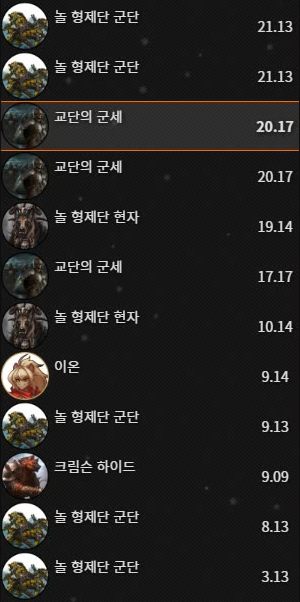 놀 형제단 군단
21.13
놀 형제단 군단
21.13
교단의 군세
20.17
교단의 군세
20.17
놀 형제단 현자
19.14
교단의 군세
17.17
놀 형제단 현자
10.14
이온
9.14
놀 형제단 군단
9.13
크림슨 하이드
9.09
놀 형제단 군단
8.13
놀 형제단 군단
3.13